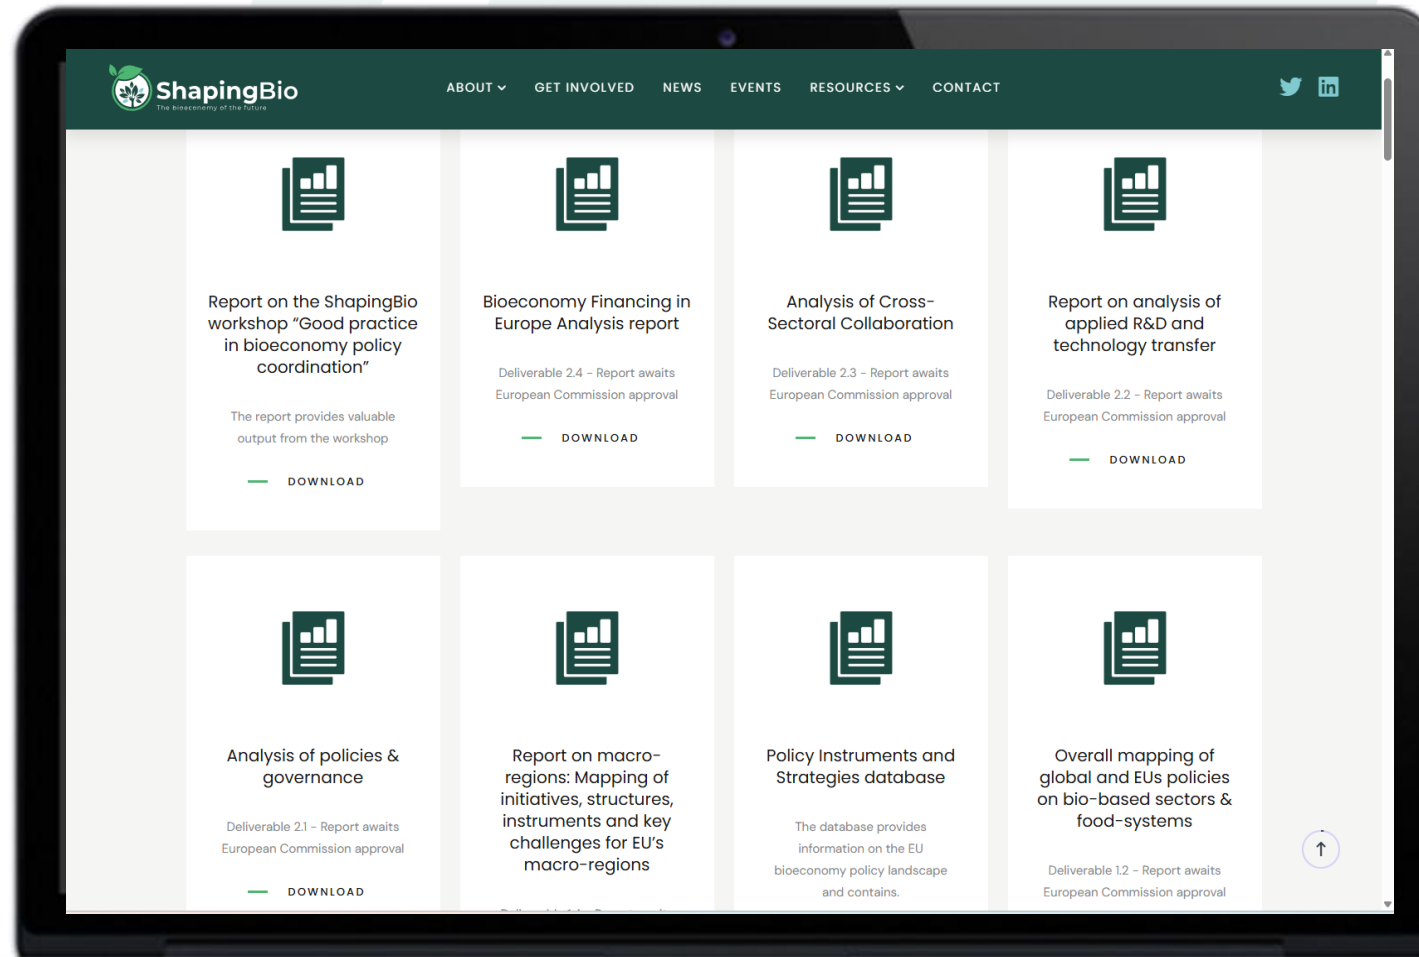 ShapingBio
The bioeconomy of the future
ABOUT
GET INVOLVED
NEWS
EVENTS
RESOURCES
CONTACT
in
Report on the ShapingBio
workshop “Good practice
in bioeconomy policy
coordination”
The report provides valuable
output from the workshop
DOWNLOAD
Bioeconomy Financing in
Europe Analysis report
Deliverable 2.4 - Report awaits
European Commission approval
DOWNLOAD
Analysis of Cross-
Sectoral Collaboration
Deliverable 2.3 - Report awaits
European Commission approval
DOWNLOAD
Report on analysis of
applied R&D and
technology transfer
Deliverable 2.2 - Report awaits
European Commission approval
DOWNLOAD
Analysis of policies &
governance
Deliverable 2.1 - Report awaits
European Commission approval
DOWNLOAD
Report on macro-
regions: Mapping of
initiatives, structures,
instruments and key
challenges for EU's
macro-regions
Policy Instruments and
Strategies database
The database provides
information on the EU
bioeconomy policy landscape
and contains.
Overall mapping of
global and EUs policies
on bio-based sectors &
food-systems
Deliverable 1.2 - Report awaits
European Commission approval